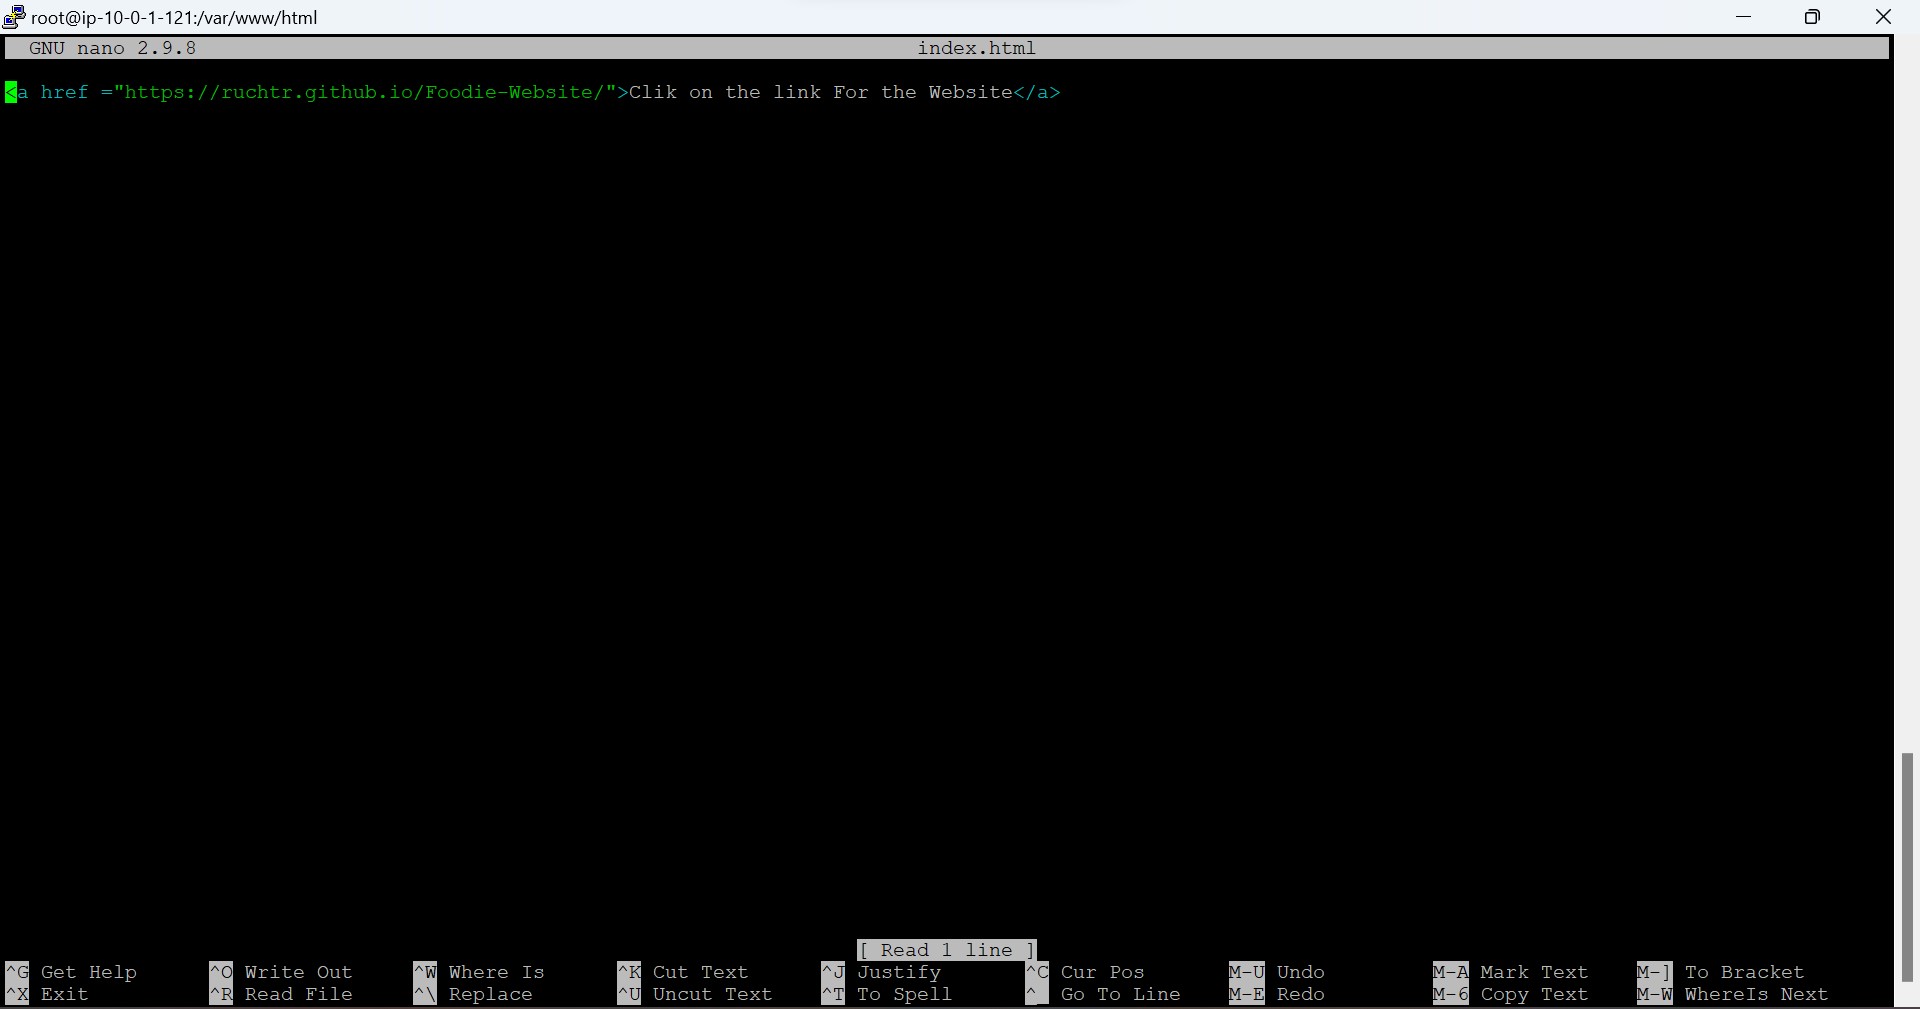 root@ip-10-0-1-121:/var/www/html
GNU nano 2.9.8 index.html
<a href ="https://ruchtr.github.io/Foodie-Website/">Clik on the link For the Website</a>
[ Read 1 line ]
^G Get Help ^O Write Out ^W Where Is ^K Cut Text ^J Justify ^C Cur Pos M-U Undo M-A Mark Text M-] To Bracket
^X Exit ^R Read File ^\ Replace ^U Uncut Text ^T To Spell ^_ Go To Line M-E Redo M-6 Copy Text M-W WhereIs Next